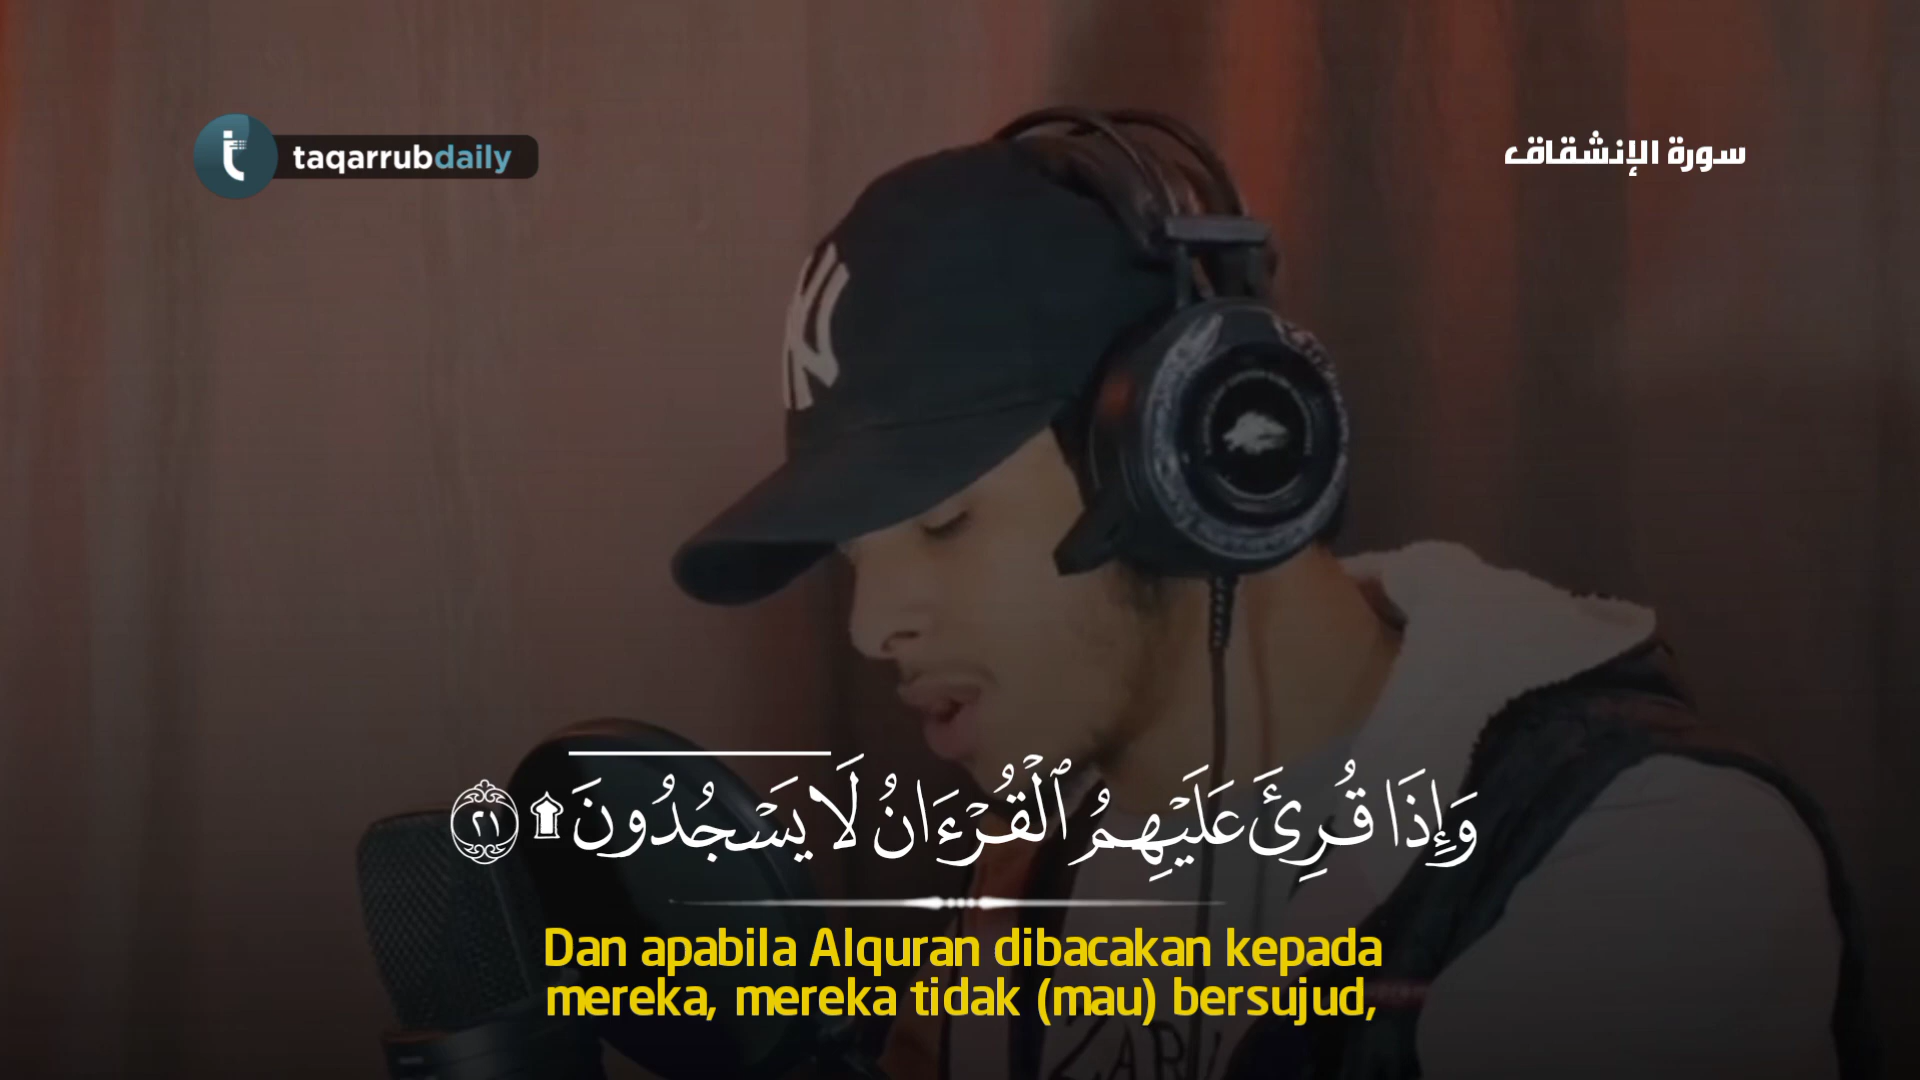 taqarrubdaily
سورة الإنشقاق
وَإِذَا قُرِئَ عَلَيْهِمُ ٱلْقُرْءَانُ لَا يَسْجُدُونَ ۩ ٢١
Dan apabila Alquran dibacakan kepada
mereka, mereka tidak (mau) bersujud,